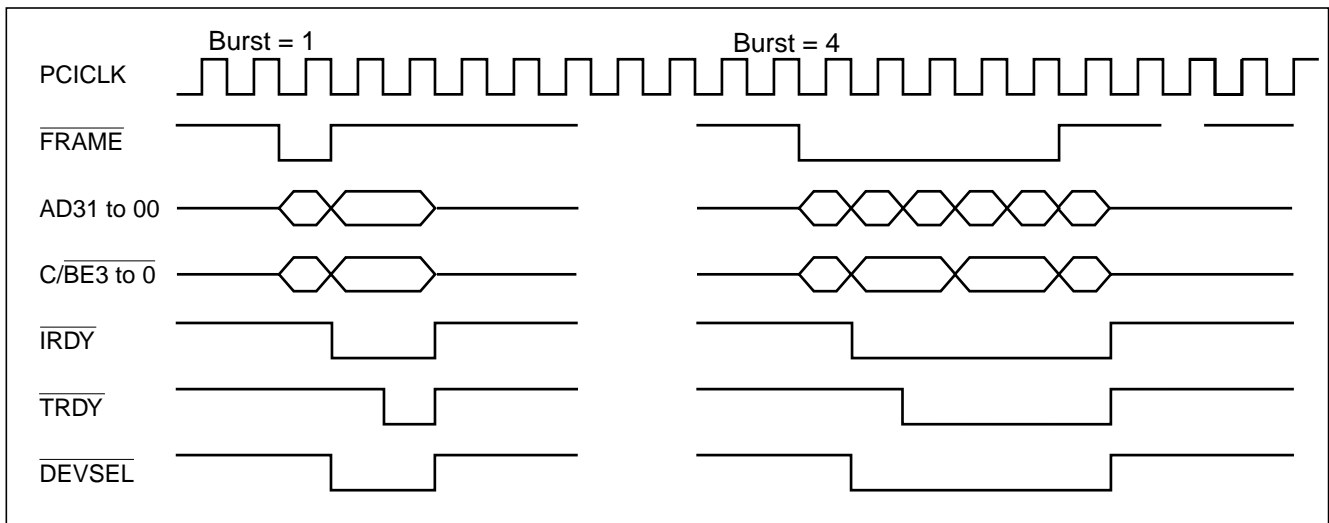 Burst = 1
Burst = 4
PCICLK
FRAME
AD31 to 00
C/BE3 to 0
IRDY
TRDY
DEVSEL